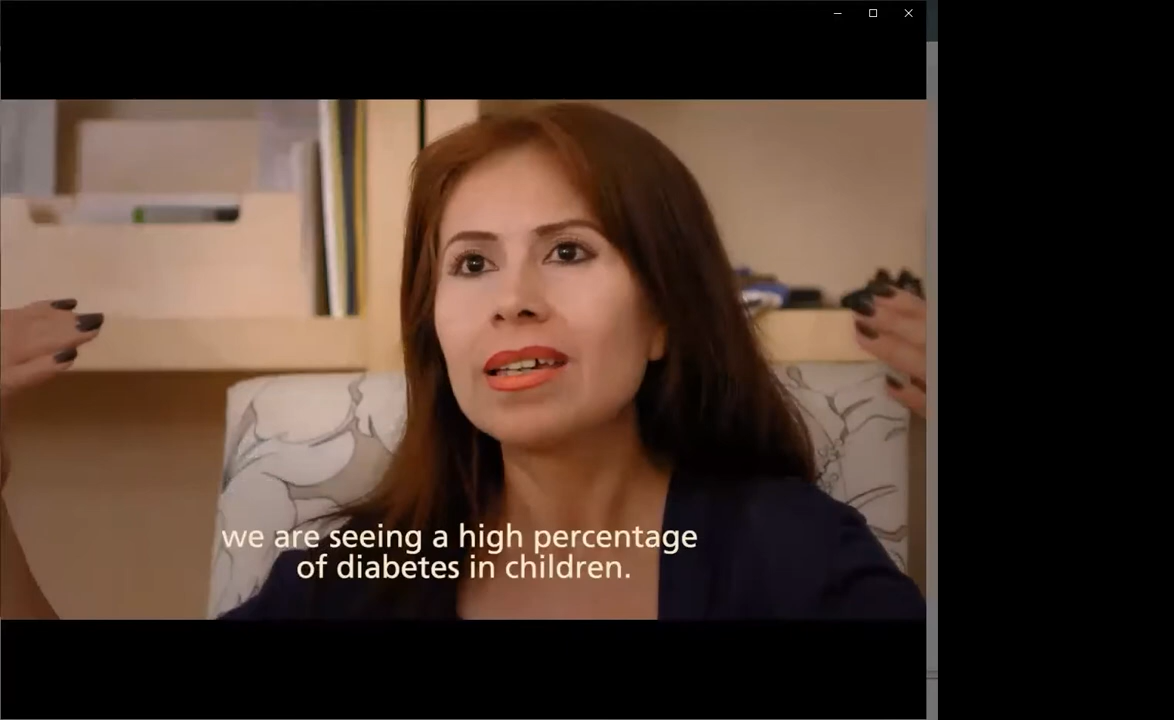 we are seeing a high percentage
of diabetes in children.